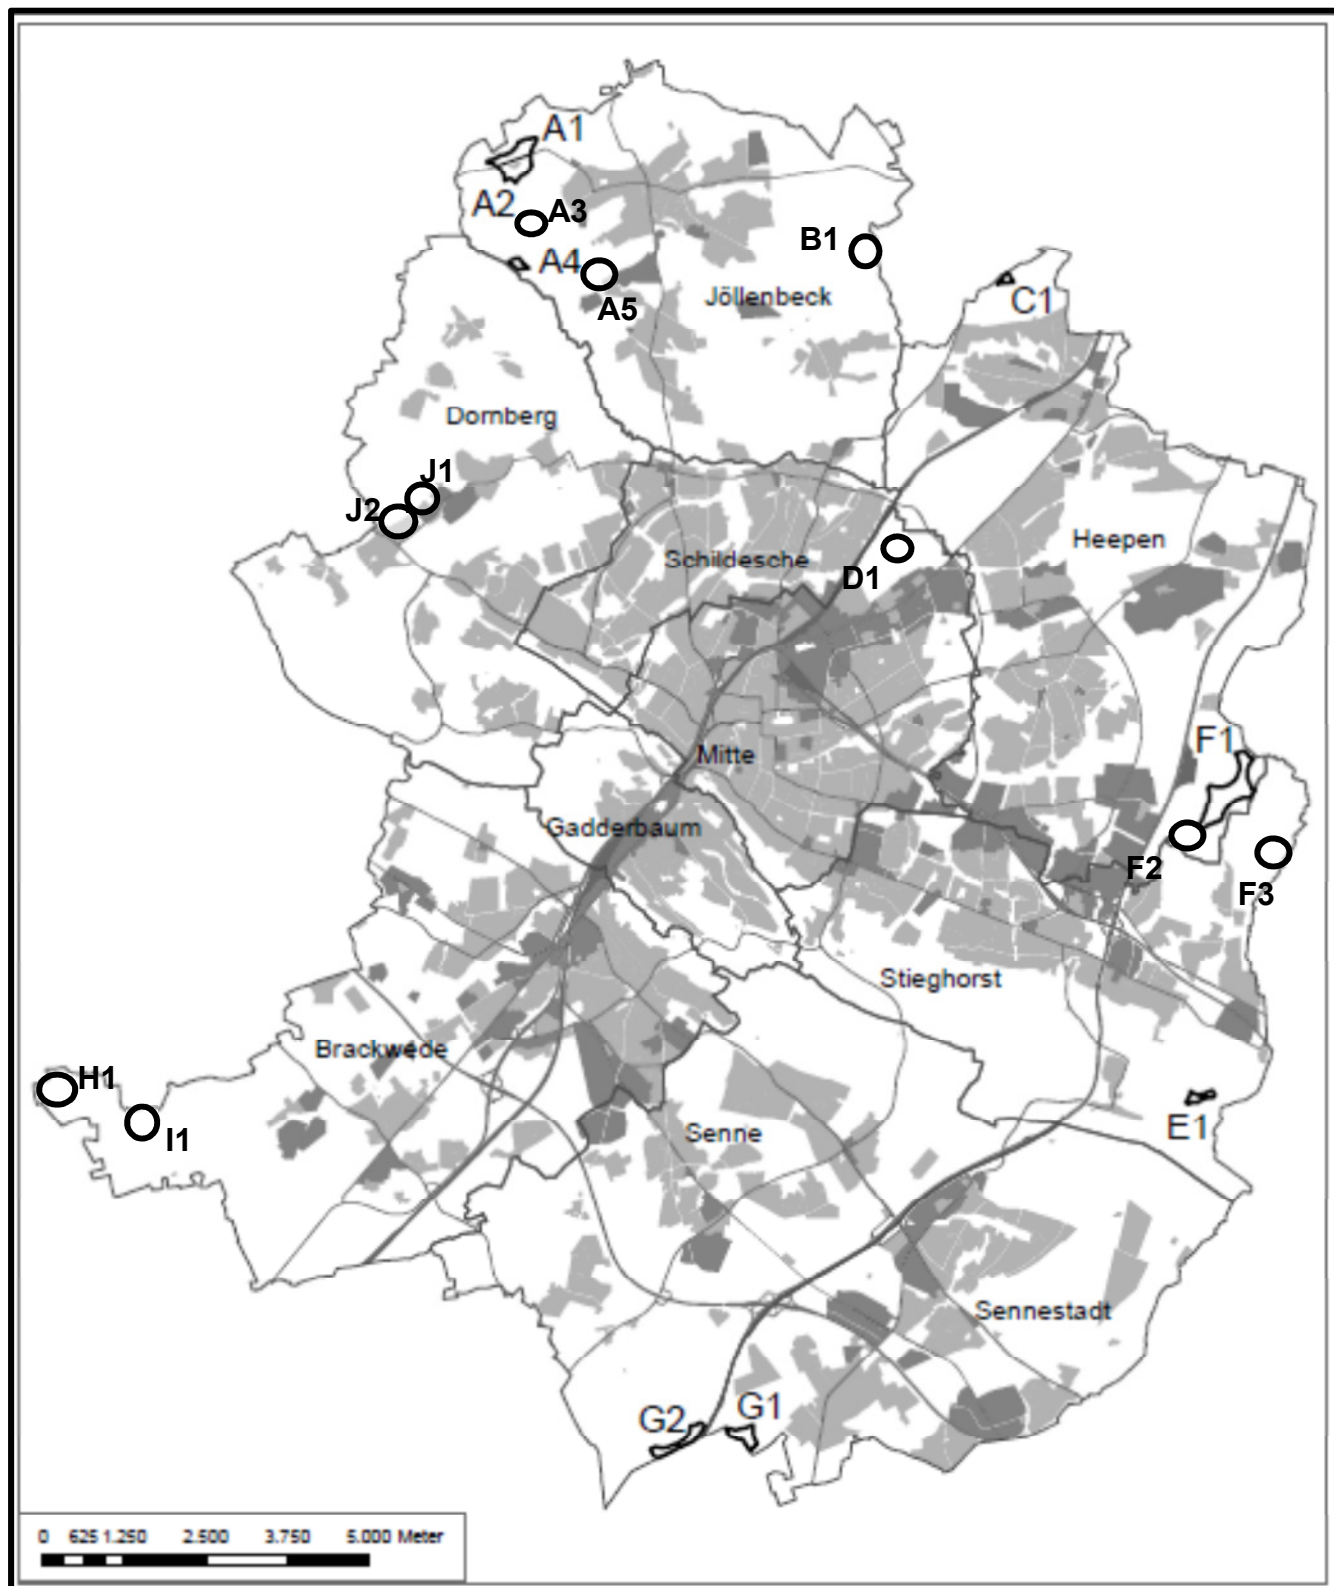 A1
A2
A3
B1
A4
C1
Jöllenbeck
A5
Dornberg
J1
J2
Heepen
Schildesche
D1
F1
Mitte
Gadderbaum
F2
F3
Stieghorst
Brackwede
H1
E1
Senne
I1
Sennestadt
G1
G2
0 625 1.250 2.500 3.750 5.000 Meter